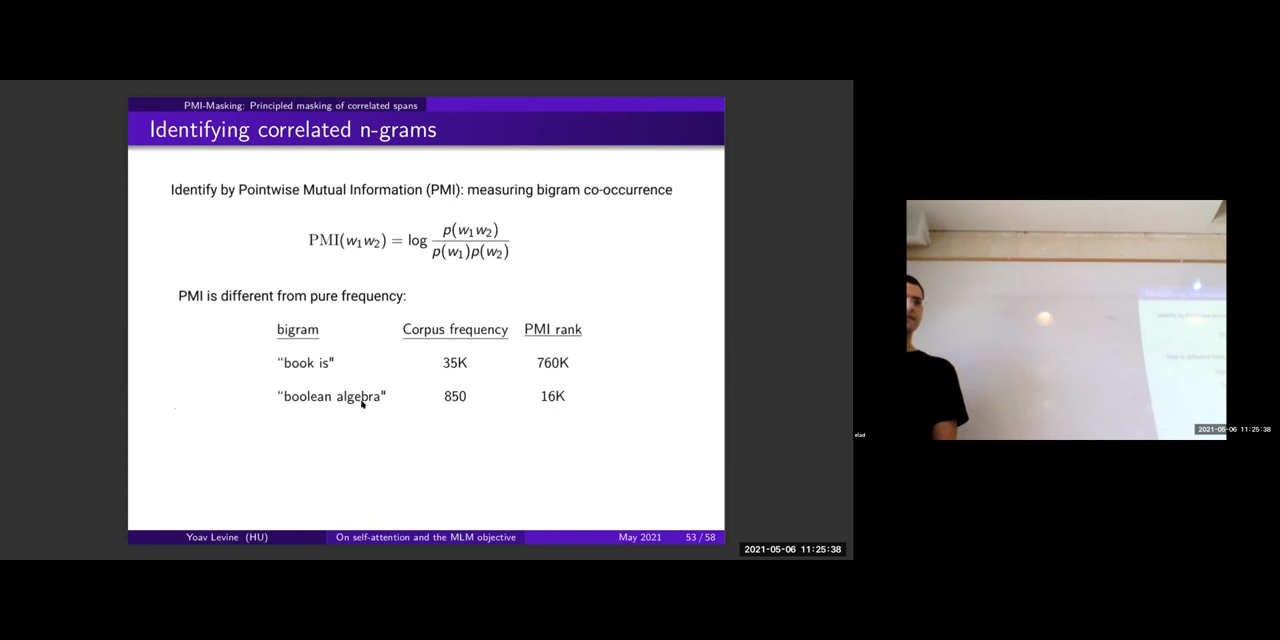 PMI-Masking: Principled masking of correlated spans
Identifying correlated n-grams
Identify by Pointwise Mutual Information (PMI): measuring bigram co-occurrence
PMI(w₁w₂) = log p(w₁w₂) / p(w₁)p(w₂)
PMI is different from pure frequency:
bigram Corpus frequency PMI rank
“book is" 35K 760K
“boolean algebra" 850 16K
Yoav Levine (HU) On self-attention and the MLM objective May 2021 53 / 58
2021-05-06 11:25:38
elad
2021-05-06 11:25:38